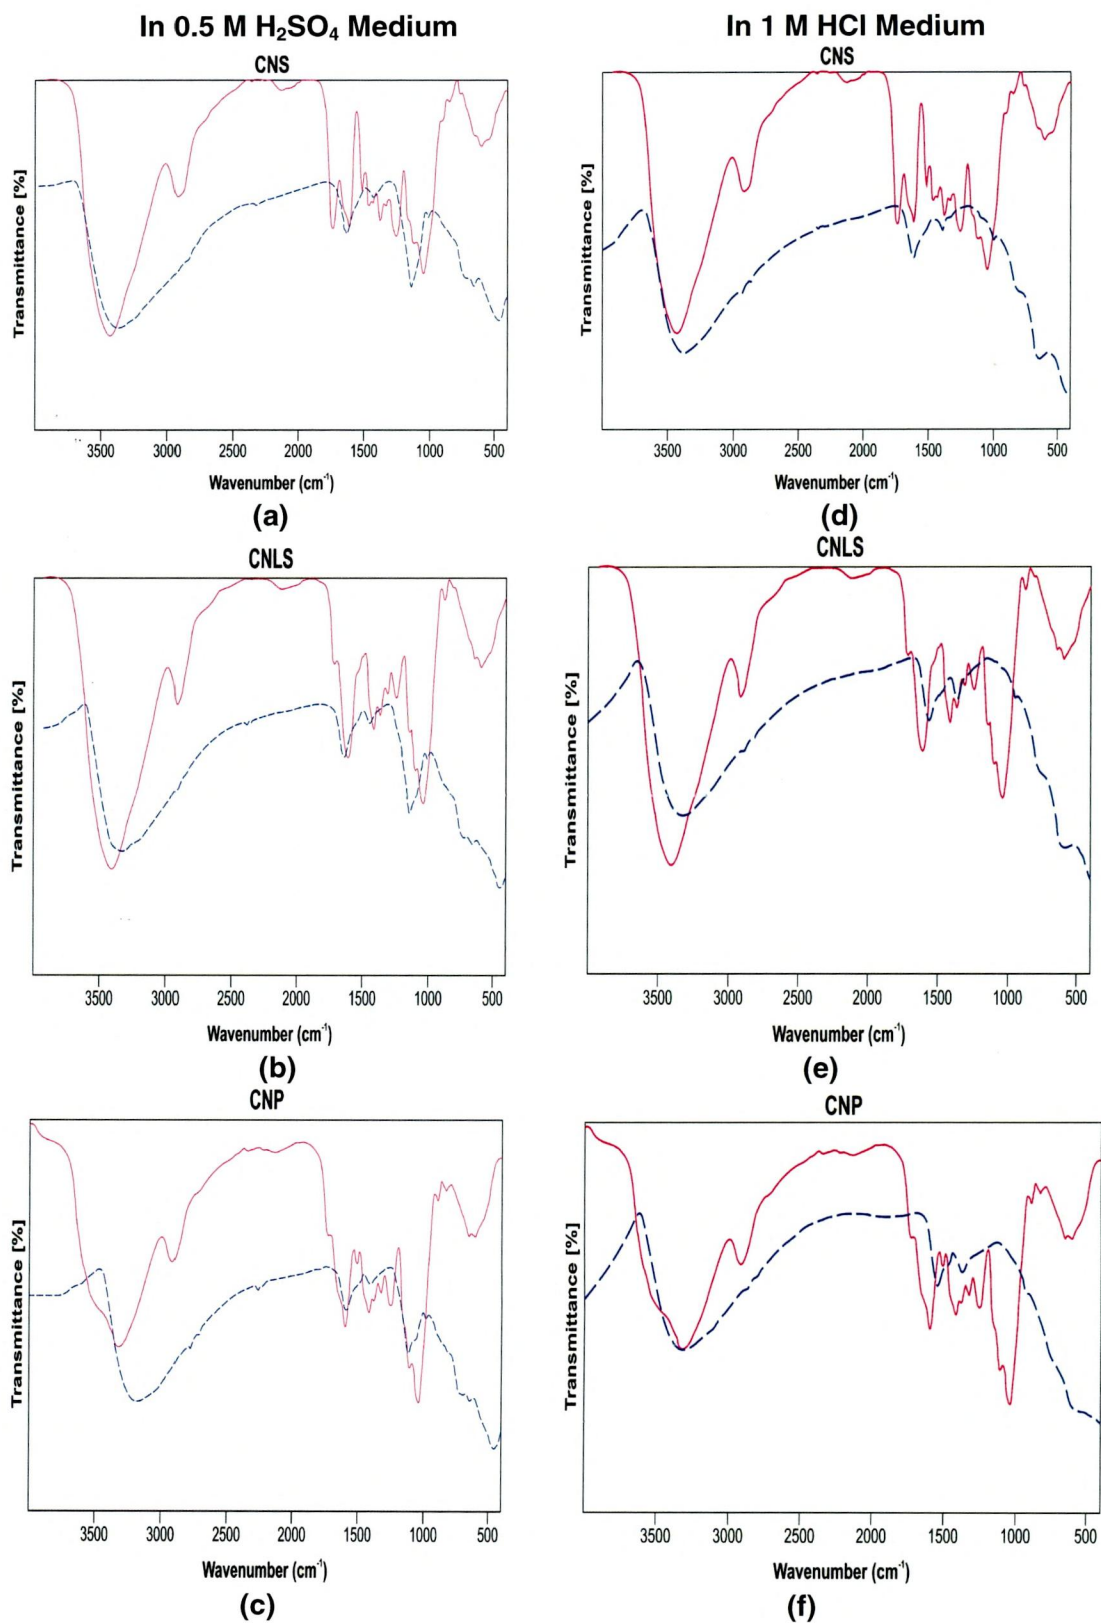 In 0.5 M H₂SO₄ Medium
In 1 M HCl Medium
CNS
Transmittance [%]
3500 3000 2500 2000 1500 1000 500
Wavenumber (cm⁻¹)
(a)
CNS
Transmittance [%]
3500 3000 2500 2000 1500 1000 500
Wavenumber (cm⁻¹)
(d)
CNLS
Transmittance [%]
3500 3000 2500 2000 1500 1000 500
Wavenumber (cm⁻¹)
(b)
CNLS
Transmittance [%]
3500 3000 2500 2000 1500 1000 500
Wavenumber (cm⁻¹)
(e)
CNP
Transmittance [%]
3500 3000 2500 2000 1500 1000 500
Wavenumber (cm⁻¹)
(c)
CNP
Transmittance [%]
3500 3000 2500 2000 1500 1000 500
Wavenumber (cm⁻¹)
(f)